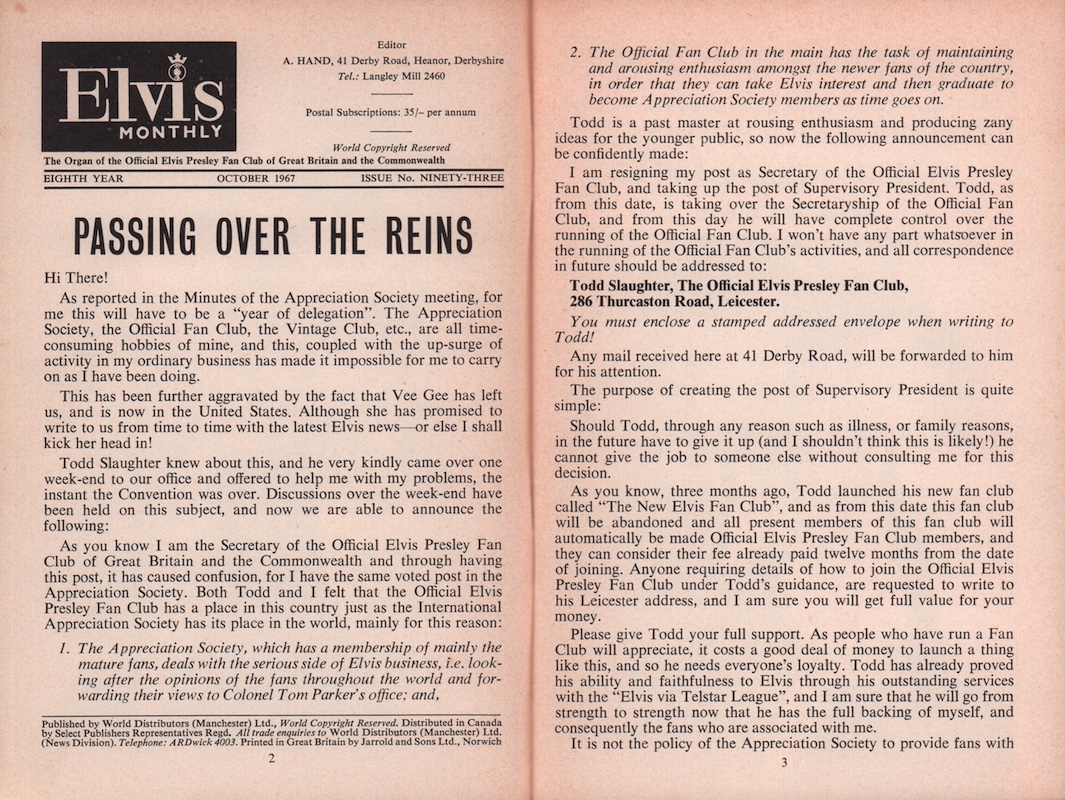 Elvis
MONTHLY
Editor
A. HAND, 41 Derby Road, Heanor, Derbyshire
Tel.: Langley Mill 2460
Postal Subscriptions: 35/– per annum
World Copyright Reserved
The Organ of the Official Elvis Presley Fan Club of Great Britain and the Commonwealth
EIGHTH YEAR OCTOBER 1967 ISSUE No. NINETY-THREE
PASSING OVER THE REINS
Hi There!
As reported in the Minutes of the Appreciation Society meeting, for
me this will have to be a “year of delegation”. The Appreciation
Society, the Official Fan Club, the Vintage Club, etc., are all time-
consuming hobbies of mine, and this, coupled with the up-surge of
activity in my ordinary business has made it impossible for me to carry
on as I have been doing.
This has been further aggravated by the fact that Vee Gee has left
us, and is now in the United States. Although she has promised to
write to us from time to time with the latest Elvis news—or else I shall
kick her head in!
Todd Slaughter knew about this, and he very kindly came over one
week-end to our office and offered to help me with my problems, the
instant the Convention was over. Discussions over the week-end have
been held on this subject, and now we are able to announce the
following:
As you know I am the Secretary of the Official Elvis Presley Fan
Club of Great Britain and the Commonwealth and through having
this post, it has caused confusion, for I have the same voted post in the
Appreciation Society. Both Todd and I felt that the Official Elvis
Presley Fan Club has a place in this country just as the International
Appreciation Society has its place in the world, mainly for this reason:
1. The Appreciation Society, which has a membership of mainly the
mature fans, deals with the serious side of Elvis business, i.e. look-
ing after the opinions of the fans throughout the world and for-
warding their views to Colonel Tom Parker's office; and,
Published by World Distributors (Manchester) Ltd., World Copyright Reserved. Distributed in Canada
by Select Publishers Representatives Regd. All trade enquiries to World Distributors (Manchester) Ltd.
(News Division). Telephone: ARDwick 4003. Printed in Great Britain by Jarrold and Sons Ltd., Norwich
2
2. The Official Fan Club in the main has the task of maintaining
and arousing enthusiasm amongst the newer fans of the country,
in order that they can take Elvis interest and then graduate to
become Appreciation Society members as time goes on.
Todd is a past master at rousing enthusiasm and producing zany
ideas for the younger public, so now the following announcement can
be confidently made:
I am resigning my post as Secretary of the Official Elvis Presley
Fan Club, and taking up the post of Supervisory President. Todd, as
from this date, is taking over the Secretaryship of the Official Fan
Club, and from this day he will have complete control over the
running of the Official Fan Club. I won't have any part whatsoever in
the running of the Official Fan Club's activities, and all correspondence
in future should be addressed to:
Todd Slaughter, The Official Elvis Presley Fan Club,
286 Thurcaston Road, Leicester.
You must enclose a stamped addressed envelope when writing to
Todd!
Any mail received here at 41 Derby Road, will be forwarded to him
for his attention.
The purpose of creating the post of Supervisory President is quite
simple:
Should Todd, through any reason such as illness, or family reasons,
in the future have to give it up (and I shouldn't think this is likely!) he
cannot give the job to someone else without consulting me for this
decision.
As you know, three months ago, Todd launched his new fan club
called “The New Elvis Fan Club”, and as from this date this fan club
will be abandoned and all present members of this fan club will
automatically be made Official Elvis Presley Fan Club members, and
they can consider their fee already paid twelve months from the date
of joining. Anyone requiring details of how to join the Official Elvis
Presley Fan Club under Todd's guidance, are requested to write to
his Leicester address, and I am sure you will get full value for your
money.
Please give Todd your full support. As people who have run a Fan
Club will appreciate, it costs a good deal of money to launch a thing
like this, and so he needs everyone's loyalty. Todd has already proved
his ability and faithfulness to Elvis through his outstanding services
with the “Elvis via Telstar League”, and I am sure that he will go from
strength to strength now that he has the full backing of myself, and
consequently the fans who are associated with me.
It is not the policy of the Appreciation Society to provide fans with
3